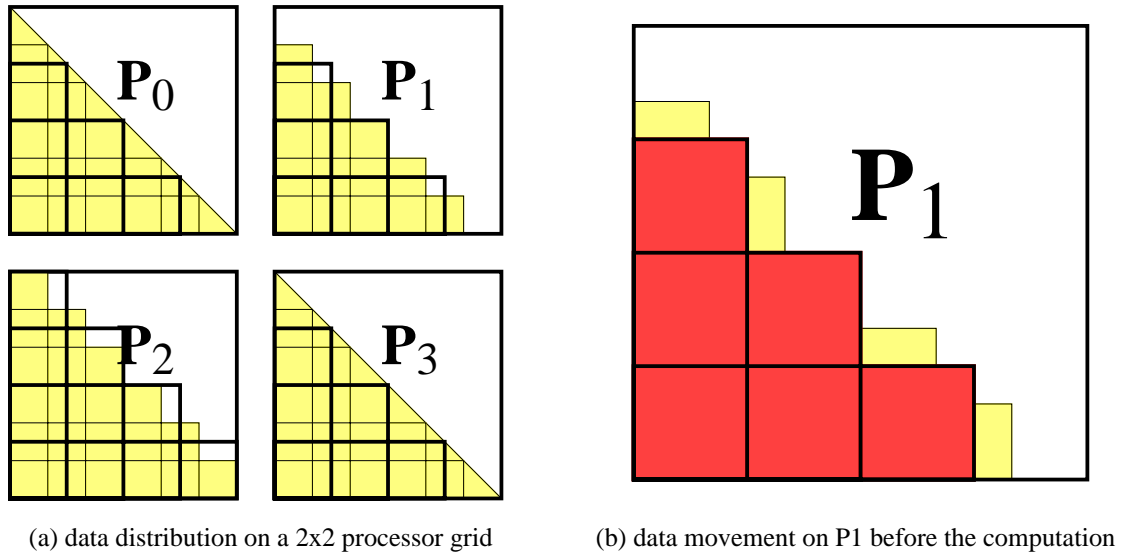 P0
P1
P2
P3
P1
(a) data distribution on a 2x2 processor grid
(b) data movement on P1 before the computation